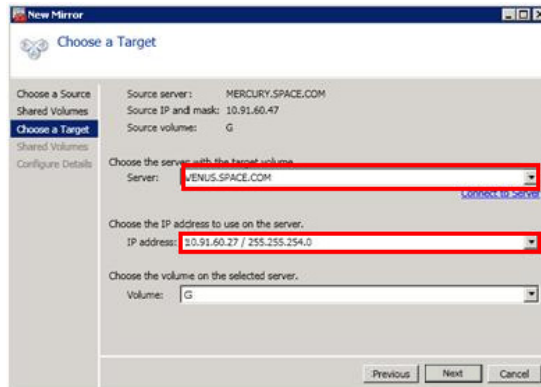 New Mirror
Choose a Target
Choose a Source
Shared Volumes
Choose a Target
Shared Volumes
Configure Details
Source server: MERCURY.SPACE.COM
Source IP and mask: 10.91.60.47
Source volume: G
Choose the server with the target volume.
Server: VENUS.SPACE.COM
Connect to Server
Choose the IP address to use on the server.
IP address: 10.91.60.27 / 255.255.254.0
Choose the volume on the selected server.
Volume: G
Previous Next Cancel